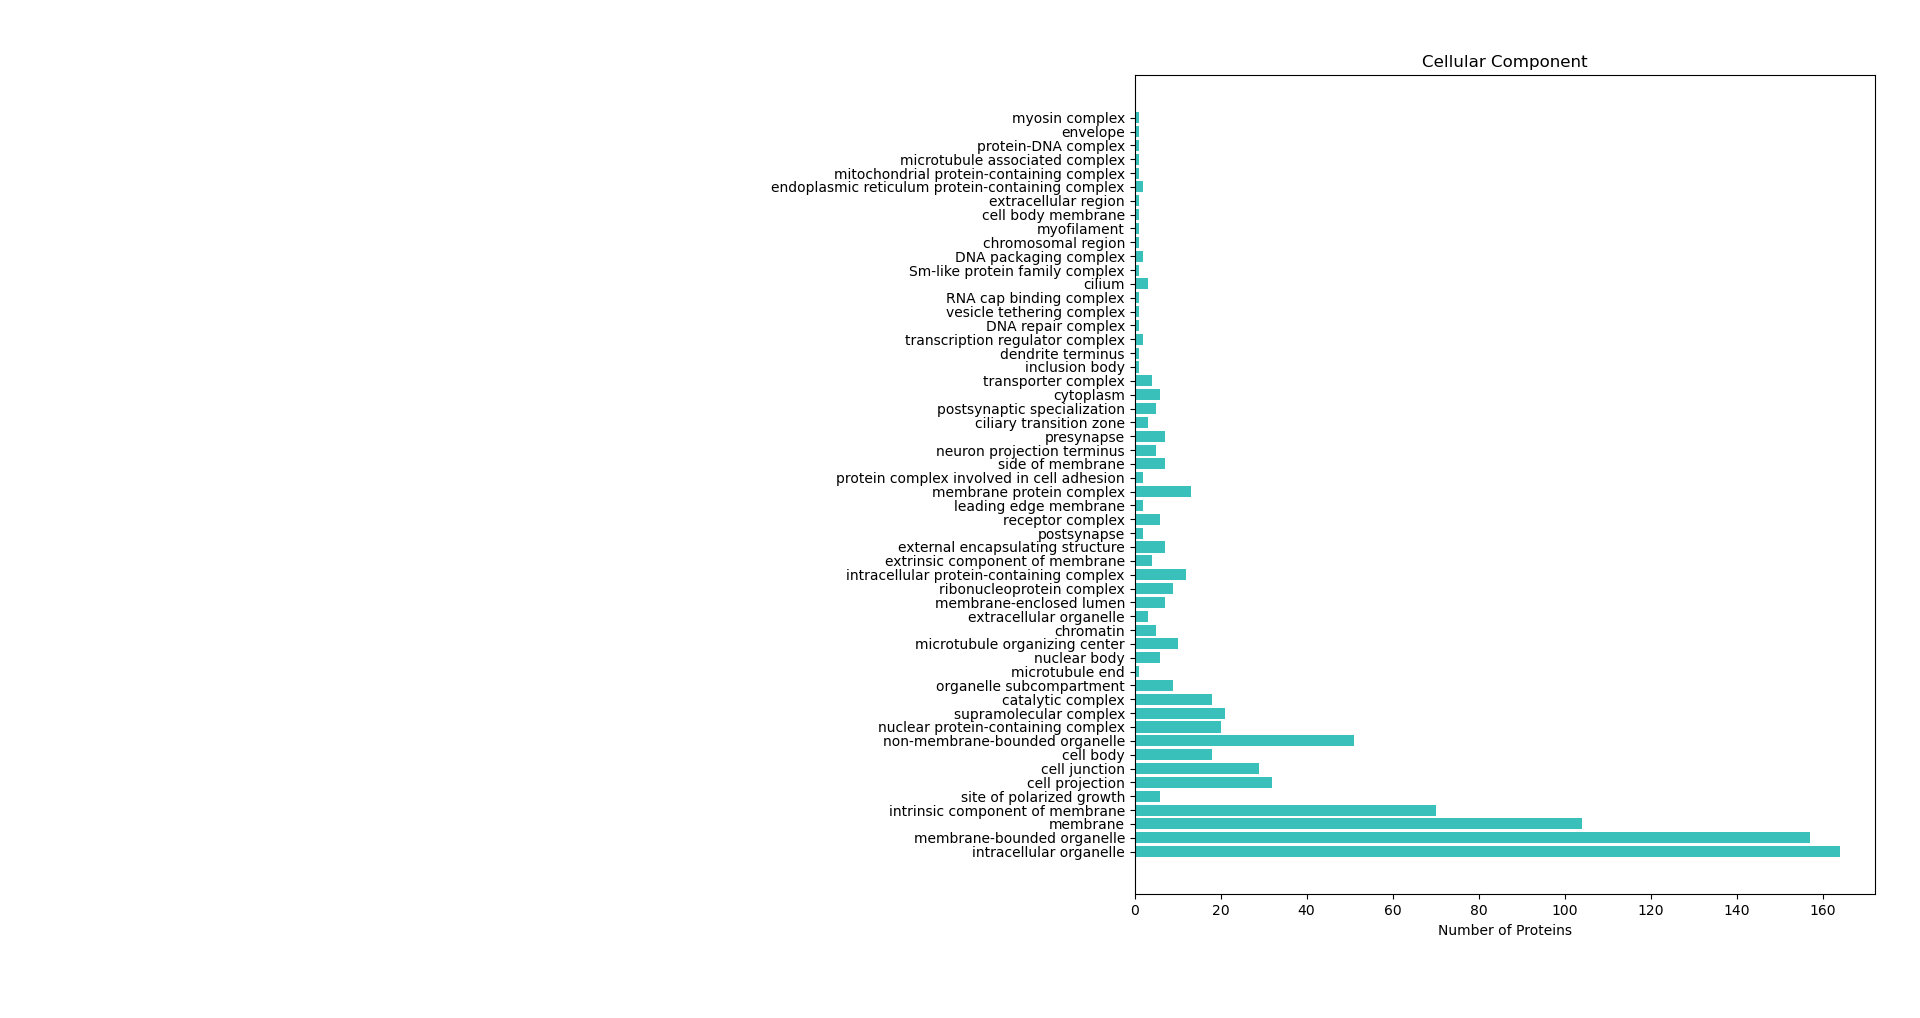 Cellular Component
myosin complex
envelope
protein-DNA complex
microtubule associated complex
mitochondrial protein-containing complex
endoplasmic reticulum protein-containing complex
extracellular region
cell body membrane
myofilament
chromosomal region
DNA packaging complex
Sm-like protein family complex
cilium
RNA cap binding complex
vesicle tethering complex
DNA repair complex
transcription regulator complex
dendrite terminus
inclusion body
transporter complex
cytoplasm
postsynaptic specialization
ciliary transition zone
presynapse
neuron projection terminus
side of membrane
protein complex involved in cell adhesion
membrane protein complex
leading edge membrane
receptor complex
postsynapse
external encapsulating structure
extrinsic component of membrane
intracellular protein-containing complex
ribonucleoprotein complex
membrane-enclosed lumen
extracellular organelle
chromatin
microtubule organizing center
nuclear body
microtubule end
organelle subcompartment
catalytic complex
supramolecular complex
nuclear protein-containing complex
non-membrane-bounded organelle
cell body
cell junction
cell projection
site of polarized growth
intrinsic component of membrane
membrane
membrane-bounded organelle
intracellular organelle
0 20 40 60 80 100 120 140 160
Number of Proteins